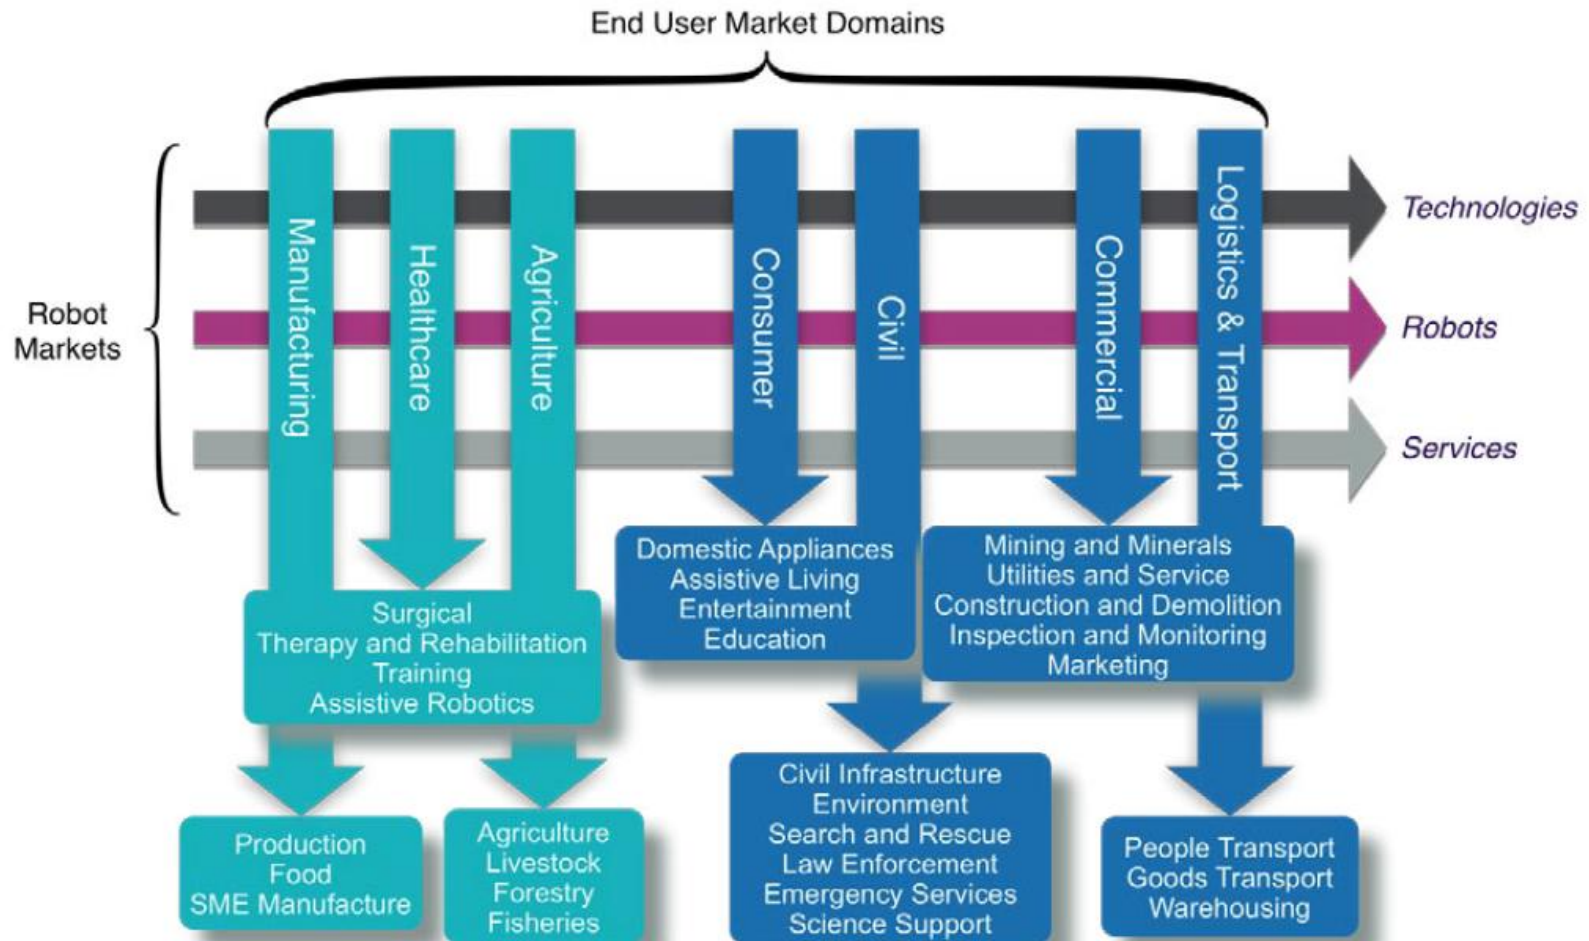 End User Market Domains
Robot
Markets
Manufacturing
Healthcare
Agriculture
Consumer
Civil
Commercial
Logistics & Transport
Technologies
Robots
Services
Surgical
Therapy and Rehabilitation
Training
Assistive Robotics
Domestic Appliances
Assistive Living
Entertainment
Education
Mining and Minerals
Utilities and Service
Construction and Demolition
Inspection and Monitoring
Marketing
Production
Food
SME Manufacture
Agriculture
Livestock
Forestry
Fisheries
Civil Infrastructure
Environment
Search and Rescue
Law Enforcement
Emergency Services
Science Support
People Transport
Goods Transport
Warehousing